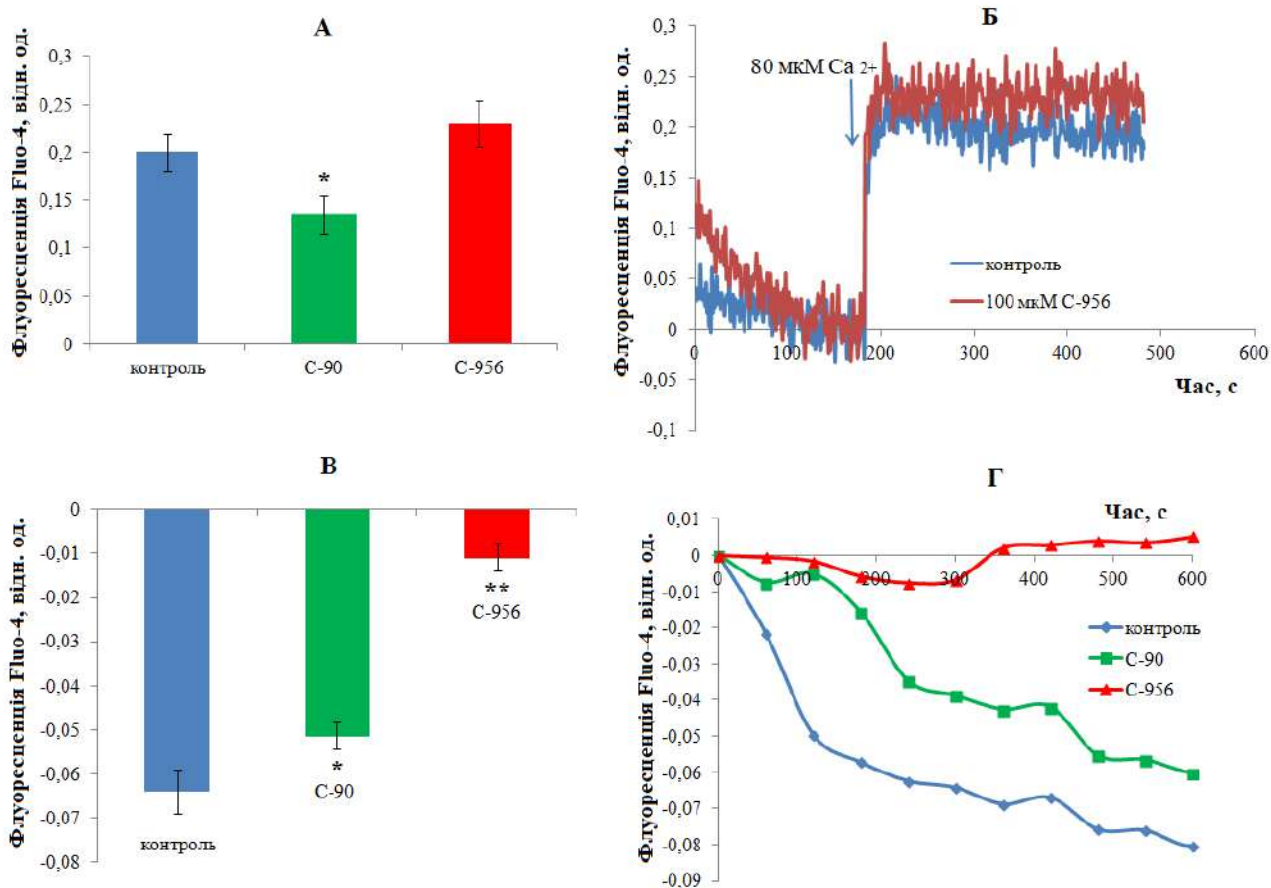 А
Флуоресценція Fluo-4, відн. од.
0,3
0,25
0,2
0,15
0,1
0,05
0
*
контроль
С-90
С-956
Б
Флуоресценція Fluo-4, відн. од.
0,3
0,25
0,2
0,15
0,1
0,05
0
-0,05
-0,1
80 мкМ Ca 2+
контроль
100 мкМ С-956
100
200
300
400
500
600
Час, с
В
Флуоресценція Fluo-4, відн. од.
0
-0,01
-0,02
-0,03
-0,04
-0,05
-0,06
-0,07
-0,08
**
С-956
*
С-90
контроль
Г
Час, с
Флуоресценція Fluo-4, відн. од.
0,01
0
-0,01
-0,02
-0,03
-0,04
-0,05
-0,06
-0,07
-0,08
-0,09
0
100
200
300
400
500
600
контроль
С-90
С-956